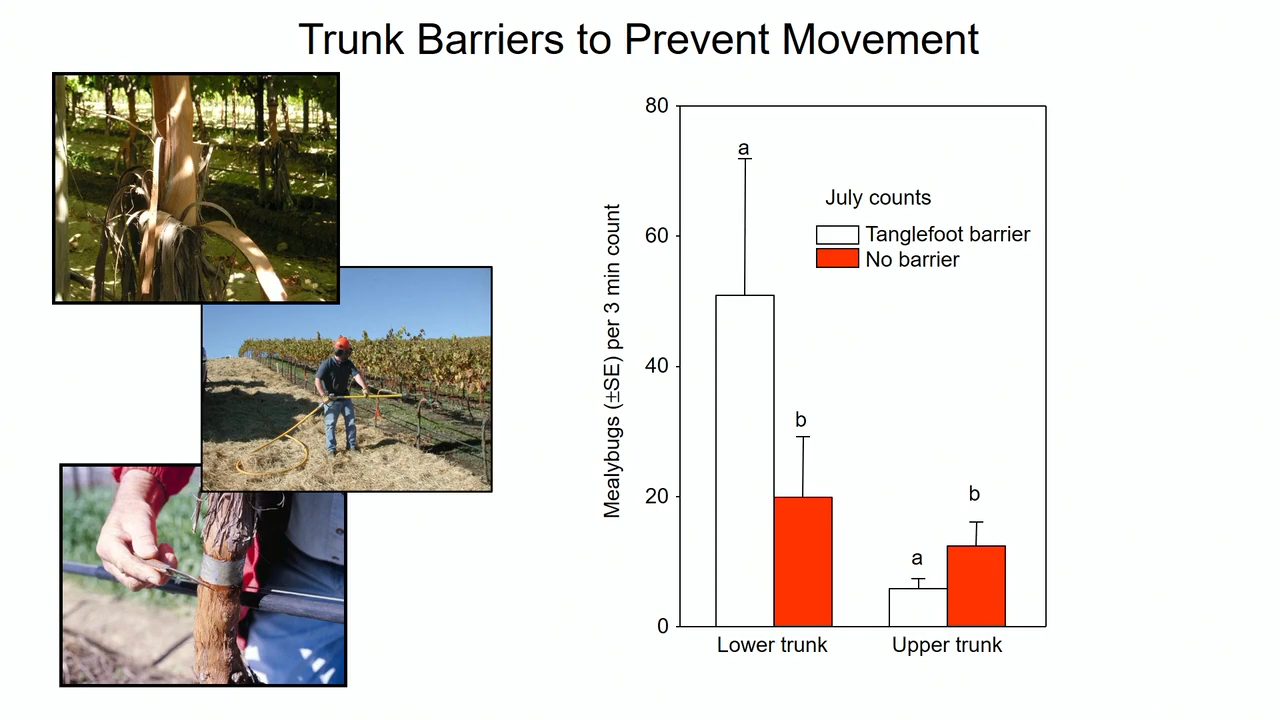 Trunk Barriers to Prevent Movement
80
60
40
20
0
Mealybugs (±SE) per 3 min count
July counts
Tanglefoot barrier
No barrier
a
b
a
b
Lower trunk
Upper trunk